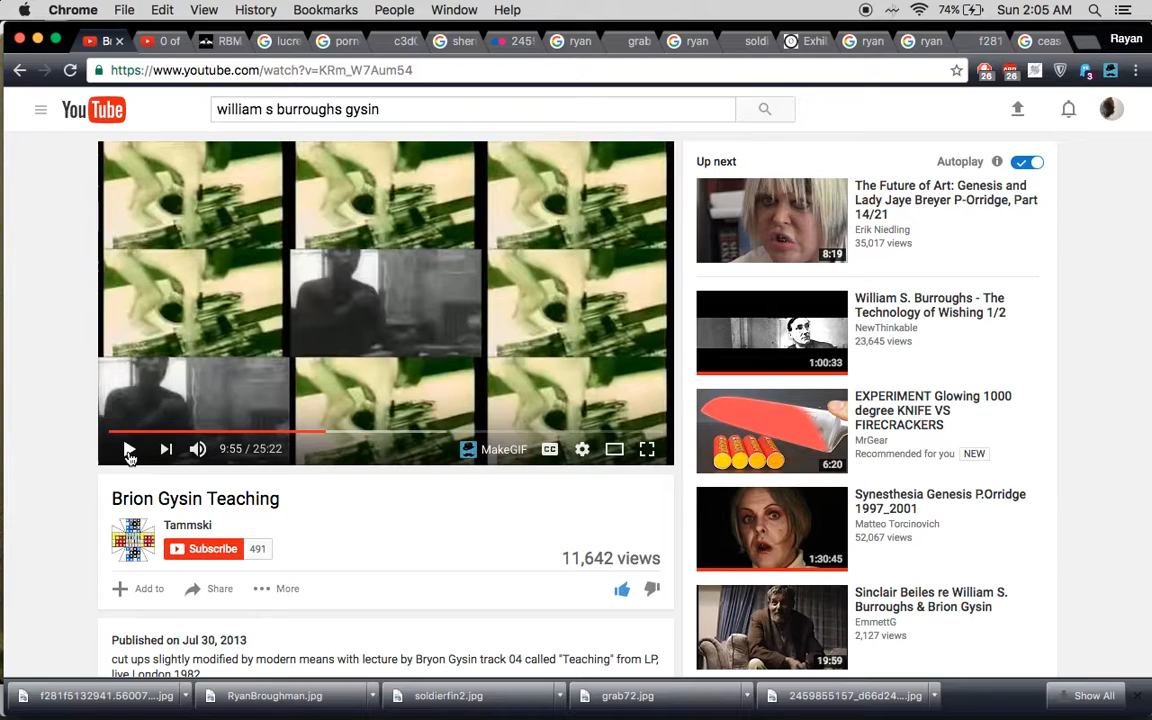 Chrome File Edit View History Bookmarks People Window Help 74% Sun 2:05 AM
B 0 of RBM lucre porn c3d0 sher 245 ryan grab ryan soldi Exhil ryan ryan f281 ceas Rayan
https://www.youtube.com/watch?v=KRm_W7Aum54 26 26 3
YouTube william s burroughs gysin
Up next Autoplay
The Future of Art: Genesis and
Lady Jaye Breyer P-Orridge, Part
14/21
Erik Niedling
35,017 views
8:19
William S. Burroughs - The
Technology of Wishing 1/2
NewThinkable
23,645 views
1:00:33
EXPERIMENT Glowing 1000
degree KNIFE VS
FIRECRACKERS
MrGear
Recommended for you NEW
6:20
9:55 / 25:22 MakeGIF CC
Brion Gysin Teaching
Tammski
Subscribe 491
11,642 views
Add to Share More
Synesthesia Genesis P.Orridge
1997_2001
Matteo Torcinovich
52,067 views
1:30:45
Sinclair Beiles re William S.
Burroughs & Brion Gysin
EmmettG
2,127 views
19:59
Published on Jul 30, 2013
cut ups slightly modified by modern means with lecture by Bryon Gysin track 04 called "Teaching" from LP,
live London 1982
f281f5132941.56007....jpg RyanBroughman.jpg soldierfin2.jpg grab72.jpg 2459855157_d66d24....jpg Show All